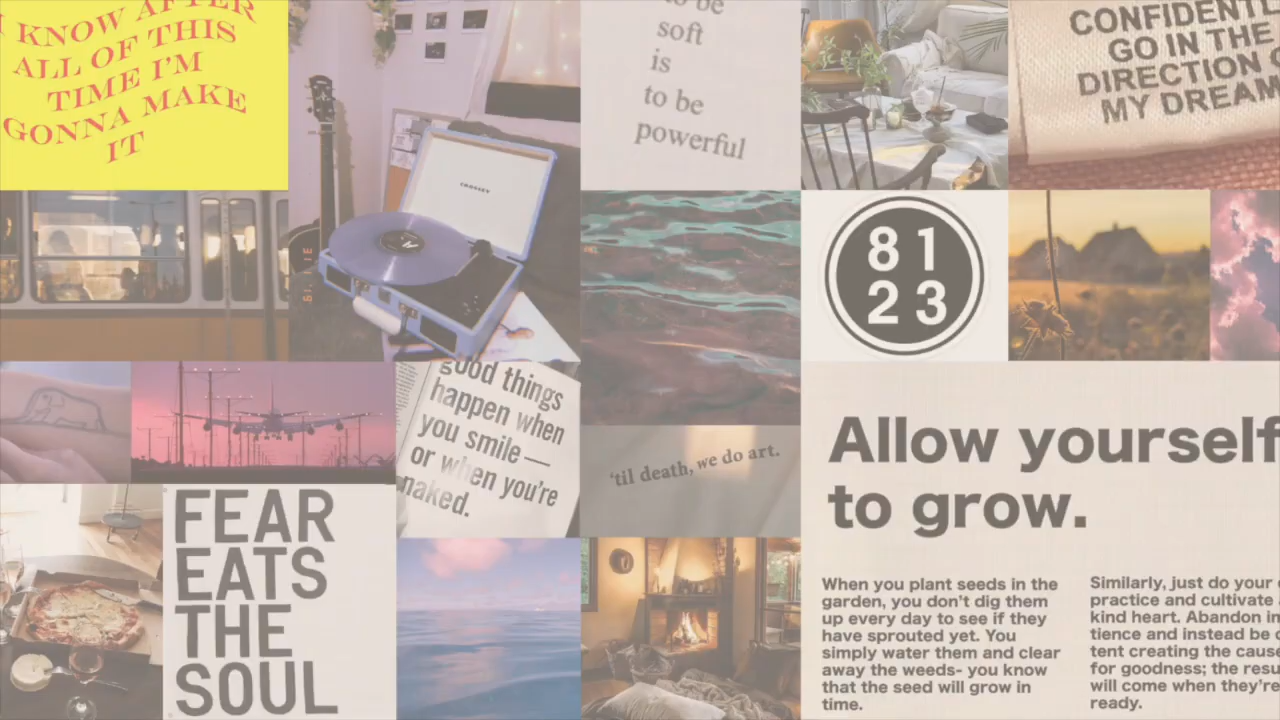 I KNOW AFTER
ALL OF THIS
TIME I'M
GONNA MAKE
IT
CROSLEY
to be
soft
is
to be
powerful
CONFIDENTL
GO IN THE
DIRECTION
MY DREAM
81
23
good things
happen when
you smile —
or when you're
naked.
'til death, we do art.
FEAR
EATS
THE
SOUL
Allow yourself
to grow.
When you plant seeds in the
garden, you don't dig them
up every day to see if they
have sprouted yet. You
simply water them and clear
away the weeds- you know
that the seed will grow in
time.
Similarly, just do your
practice and cultivate
kind heart. Abandon
tience and instead be
tent creating the cause
for goodness; the resu
will come when they're
ready.